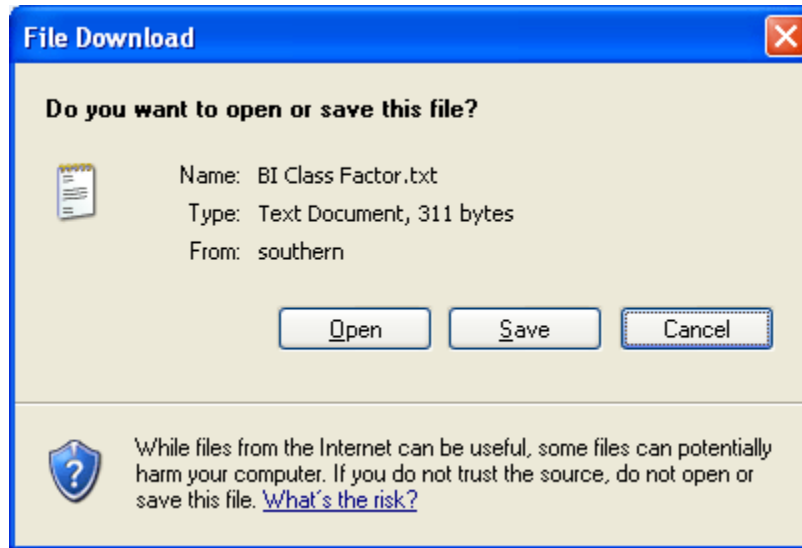 File Download
Do you want to open or save this file?
Name: BI Class Factor.txt
Type: Text Document, 311 bytes
From: southern
Open Save Cancel
While files from the Internet can be useful, some files can potentially
harm your computer. If you do not trust the source, do not open or
save this file. What's the risk?